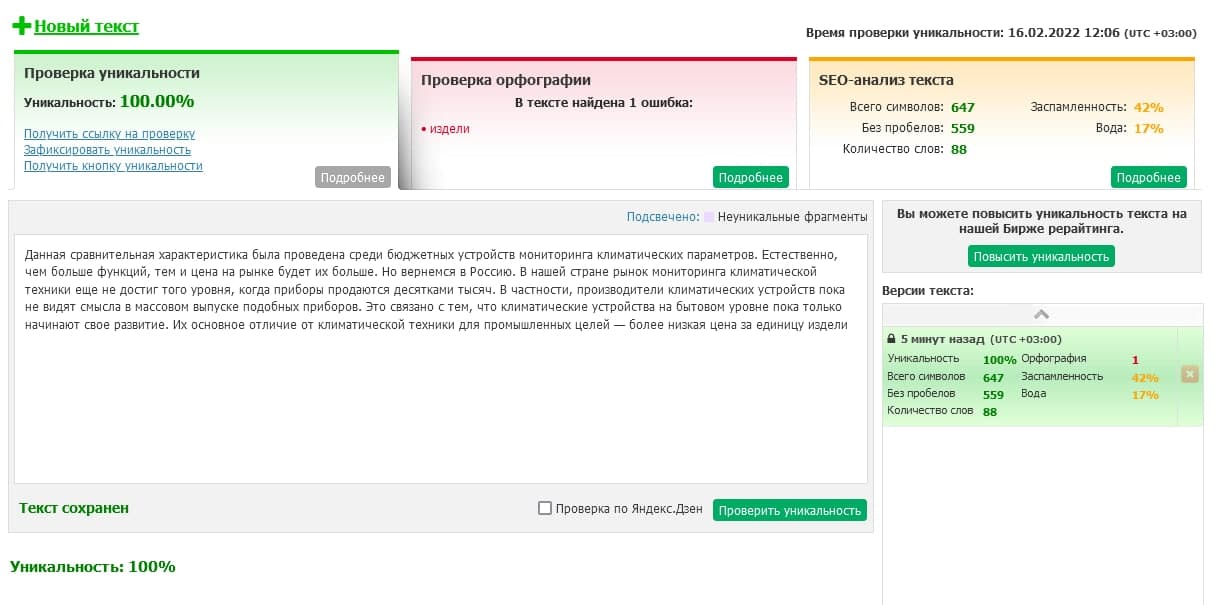 Новый текст
Время проверки уникальности: 16.02.2022 12:06 (UTC +03:00)
Проверка уникальности
Уникальность: 100.00%
Получить ссылку на проверку
Зафиксировать уникальность
Получить кнопку уникальности
Подробнее
Проверка орфографии
В тексте найдена 1 ошибка:
• издели
Подробнее
SEO-анализ текста
Всего символов: 647 Заспамленность: 42%
Без пробелов: 559 Вода: 17%
Количество слов: 88
Подробнее
Подсвечено: Неуникальные фрагменты
Данная сравнительная характеристика была проведена среди бюджетных устройств мониторинга климатических параметров. Естественно,
чем больше функций, тем и цена на рынке будет их больше. Но вернемся в Россию. В нашей стране рынок мониторинга климатической
техники еще не достиг того уровня, когда приборы продаются десятками тысяч. В частности, производители климатических устройств пока
не видят смысла в массовом выпуске подобных приборов. Это связано с тем, что климатические устройства на бытовом уровне пока только
начинают свое развитие. Их основное отличие от климатической техники для промышленных целей — более низкая цена за единицу издели
Текст сохранен
Проверка по Яндекс.Дзен
Проверить уникальность
Уникальность: 100%
Вы можете повысить уникальность текста на
нашей Бирже рерайтинга.
Повысить уникальность
Версии текста:
5 минут назад (UTC +03:00)
Уникальность 100% Орфография 1
Всего символов 647 Заспамленность 42%
Без пробелов 559 Вода 17%
Количество слов 88